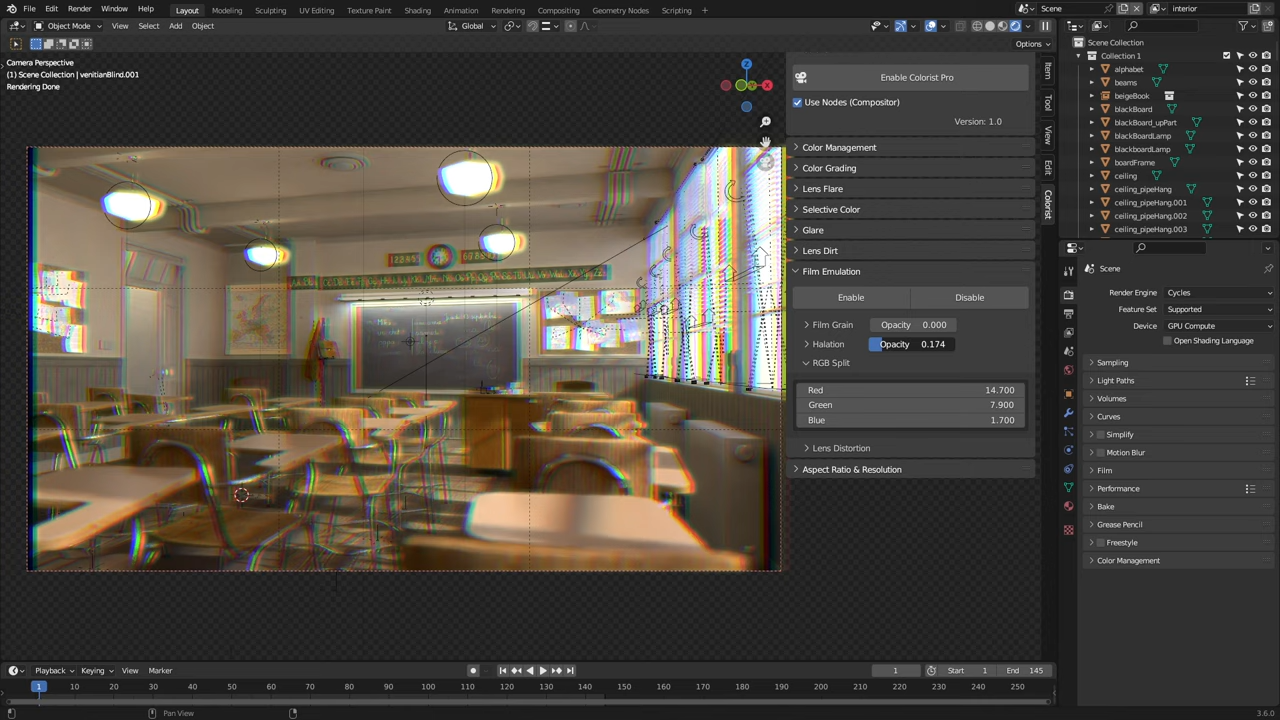 File Edit Render Window Help Layout Modeling Sculpting UV Editing Texture Paint Shading Animation Rendering Compositing Geometry Nodes Scripting + Scene interior
Object Mode View Select Add Object Global
Options
Camera Perspective
(1) Scene Collection | venitianBlind.001
Rendering Done
Z
X
Y
Enable Colorist Pro
Use Nodes (Compositor)
Version: 1.0
Color Management
Color Grading
Lens Flare
Selective Color
Glare
Lens Dirt
Film Emulation
Enable Disable
Film Grain Opacity 0.000
Halation Opacity 0.174
RGB Split
Red 14.700
Green 7.900
Blue 1.700
Lens Distortion
Aspect Ratio & Resolution
Item
Tool
View
Edit
Colorist
Scene Collection
Collection 1
alphabet
beams
beigeBook
blackBoard
blackBoard_upPart
blackBoardLamp
blackboardLamp
boardFrame
ceiling
ceiling_pipeHang
ceiling_pipeHang.001
ceiling_pipeHang.002
ceiling_pipeHang.003
Scene
Render Engine Cycles
Feature Set Supported
Device GPU Compute
Open Shading Language
Sampling
Light Paths
Volumes
Curves
Simplify
Motion Blur
Film
Performance
Bake
Grease Pencil
Freestyle
Color Management
Playback Keying View Marker 1 Start 1 End 145
1 10 20 30 40 50 60 70 80 90 100 110 120 130 140 150 160 170 180 190 200 210 220 230 240 250
Pan View 3.6.0